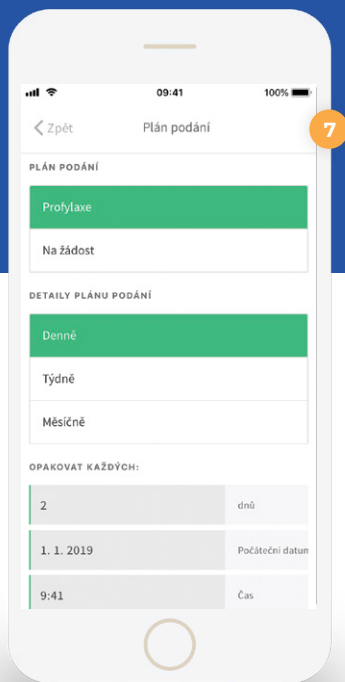 09:41
100%
Zpět
Plán podání
7
PLÁN PODÁNÍ
Profylaxe
Na žádost
DETAILY PLÁNU PODÁNÍ
Denně
Týdně
Měsíčně
OPAKOVAT KAŽDÝCH:
2 dnů
1. 1. 2019 Počáteční datum
9:41 Čas